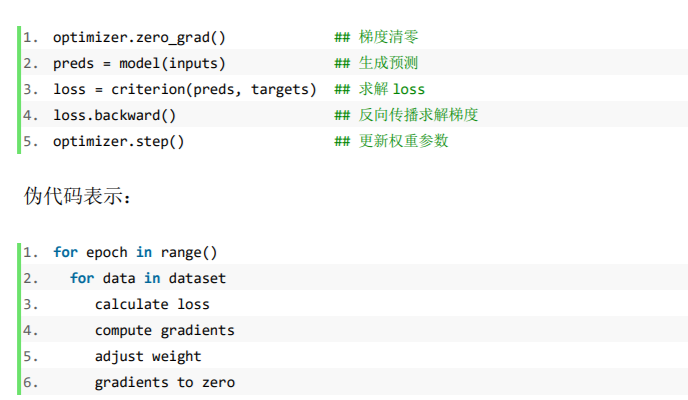 1. optimizer.zero_grad() ## 梯度清零
2. preds = model(inputs) ## 生成预测
3. loss = criterion(preds, targets) ## 求解 loss
4. loss.backward() ## 反向传播求解梯度
5. optimizer.step() ## 更新权重参数
伪代码表示：
1. for epoch in range()
2. for data in dataset
3. calculate loss
4. compute gradients
5. adjust weight
6. gradients to zero